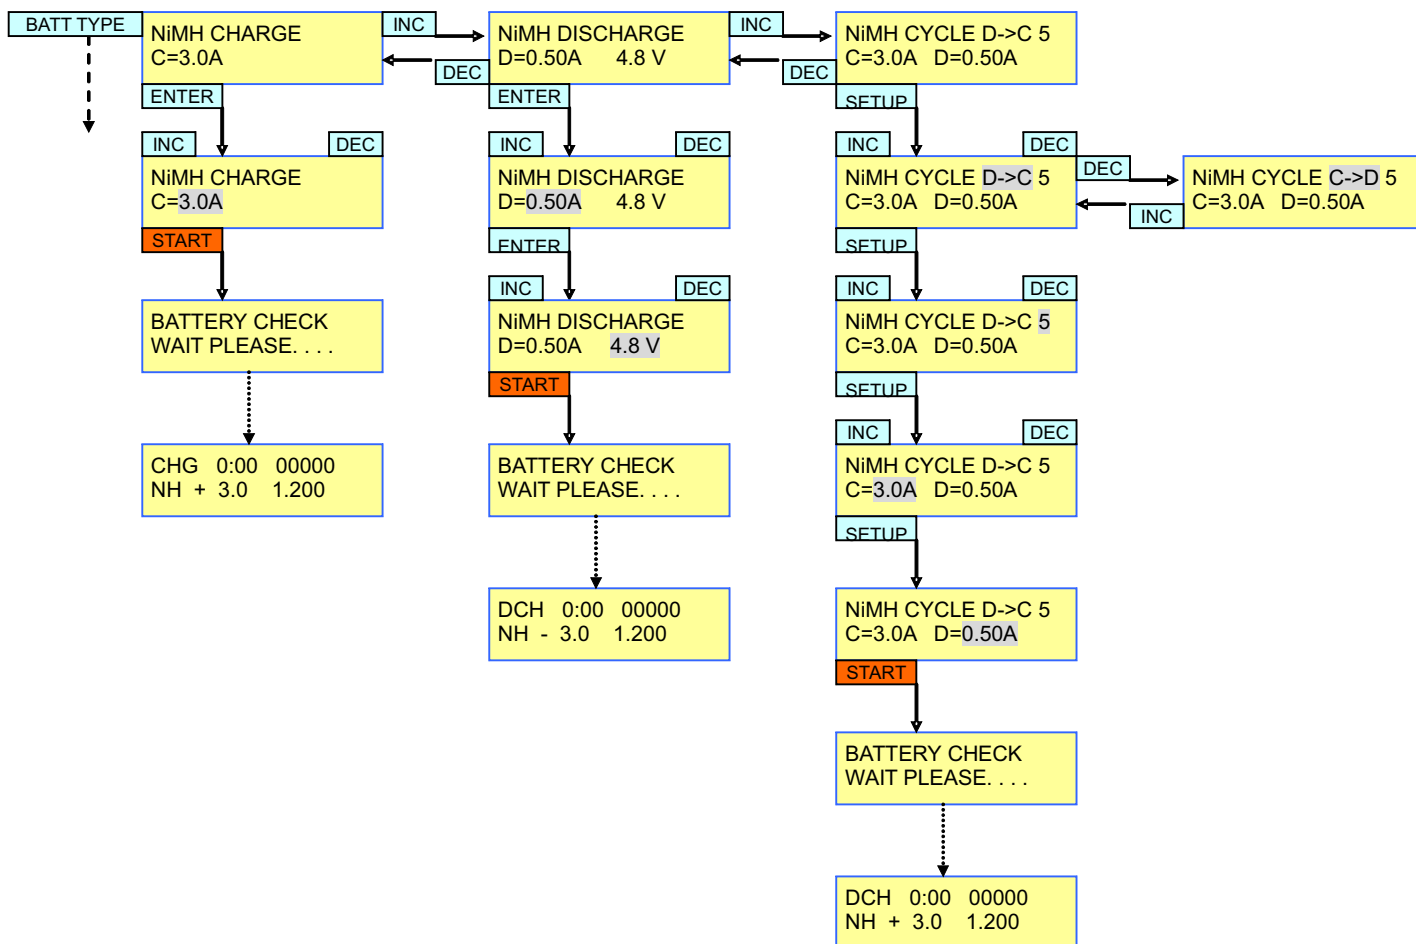 BATT TYPE
NiMH CHARGE
C=3.0A
INC
DEC
NiMH DISCHARGE
D=0.50A 4.8 V
INC
DEC
NiMH CYCLE D->C 5
C=3.0A D=0.50A
ENTER
ENTER
SETUP
INC
DEC
NiMH CHARGE
C=3.0A
START
INC
DEC
NiMH DISCHARGE
D=0.50A 4.8 V
ENTER
INC
DEC
NiMH CYCLE D->C 5
C=3.0A D=0.50A
SETUP
DEC
INC
NiMH CYCLE C->D 5
C=3.0A D=0.50A
BATTERY CHECK
WAIT PLEASE. . . .
INC
DEC
NiMH DISCHARGE
D=0.50A 4.8 V
START
INC
DEC
NiMH CYCLE D->C 5
C=3.0A D=0.50A
SETUP
CHG 0:00 00000
NH + 3.0 1.200
BATTERY CHECK
WAIT PLEASE. . . .
INC
DEC
NiMH CYCLE D->C 5
C=3.0A D=0.50A
SETUP
DCH 0:00 00000
NH - 3.0 1.200
NiMH CYCLE D->C 5
C=3.0A D=0.50A
START
BATTERY CHECK
WAIT PLEASE. . . .
DCH 0:00 00000
NH + 3.0 1.200